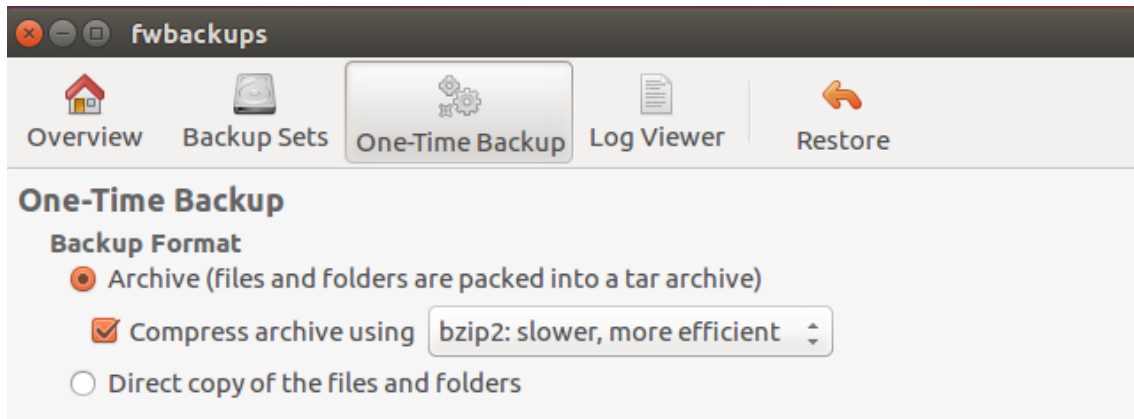 fwbackups
Overview Backup Sets One-Time Backup Log Viewer Restore
One-Time Backup
Backup Format
Archive (files and folders are packed into a tar archive)
Compress archive using bzip2: slower, more efficient
Direct copy of the files and folders